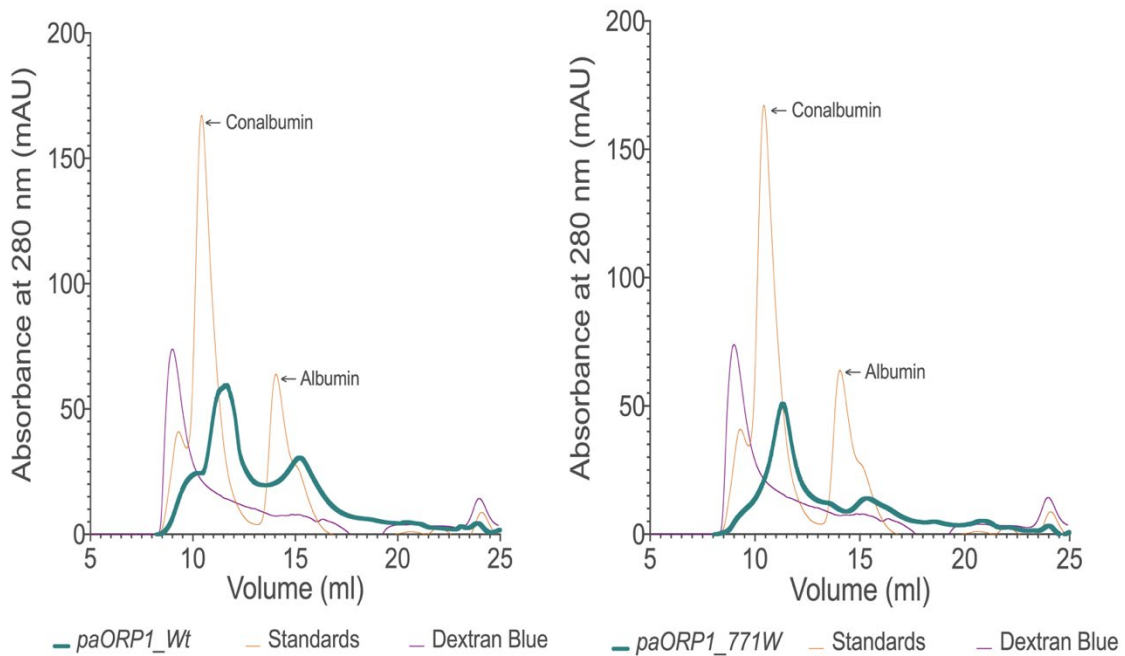 Absorbance at 280 nm (mAU)
200
150
100
50
0
← Conalbumin
← Albumin
5 10 15 20 25
Volume (ml)
paORP1_Wt Standards Dextran Blue
Absorbance at 280 nm (mAU)
200
150
100
50
0
← Conalbumin
← Albumin
5 10 15 20 25
Volume (ml)
paORP1_771W Standards Dextran Blue